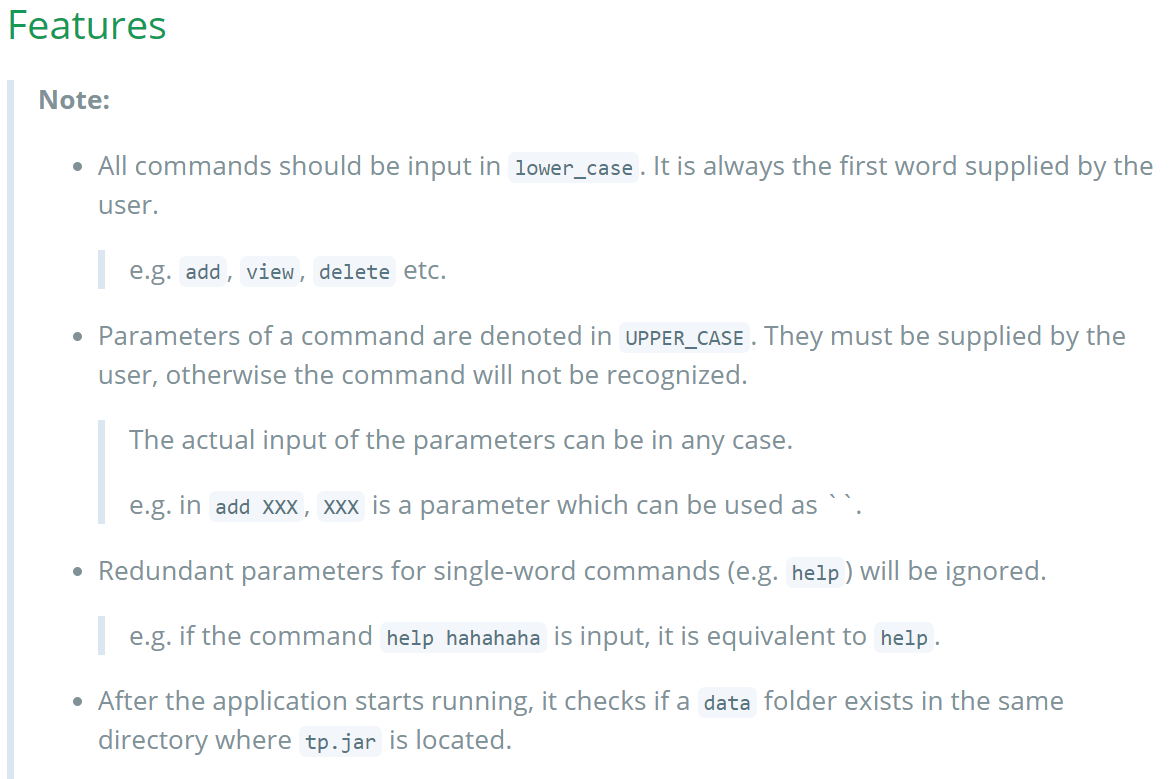 Features
Note:
• All commands should be input in lower_case. It is always the first word supplied by the
user.
e.g. add, view, delete etc.
• Parameters of a command are denoted in UPPER_CASE. They must be supplied by the
user, otherwise the command will not be recognized.
The actual input of the parameters can be in any case.
e.g. in add XXX, XXX is a parameter which can be used as ` `.
• Redundant parameters for single-word commands (e.g. help) will be ignored.
e.g. if the command help hahahaha is input, it is equivalent to help.
• After the application starts running, it checks if a data folder exists in the same
directory where tp.jar is located.